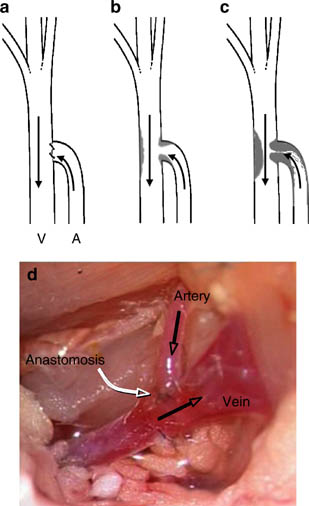 a b c
V A
d
Artery
Anastomosis
Vein